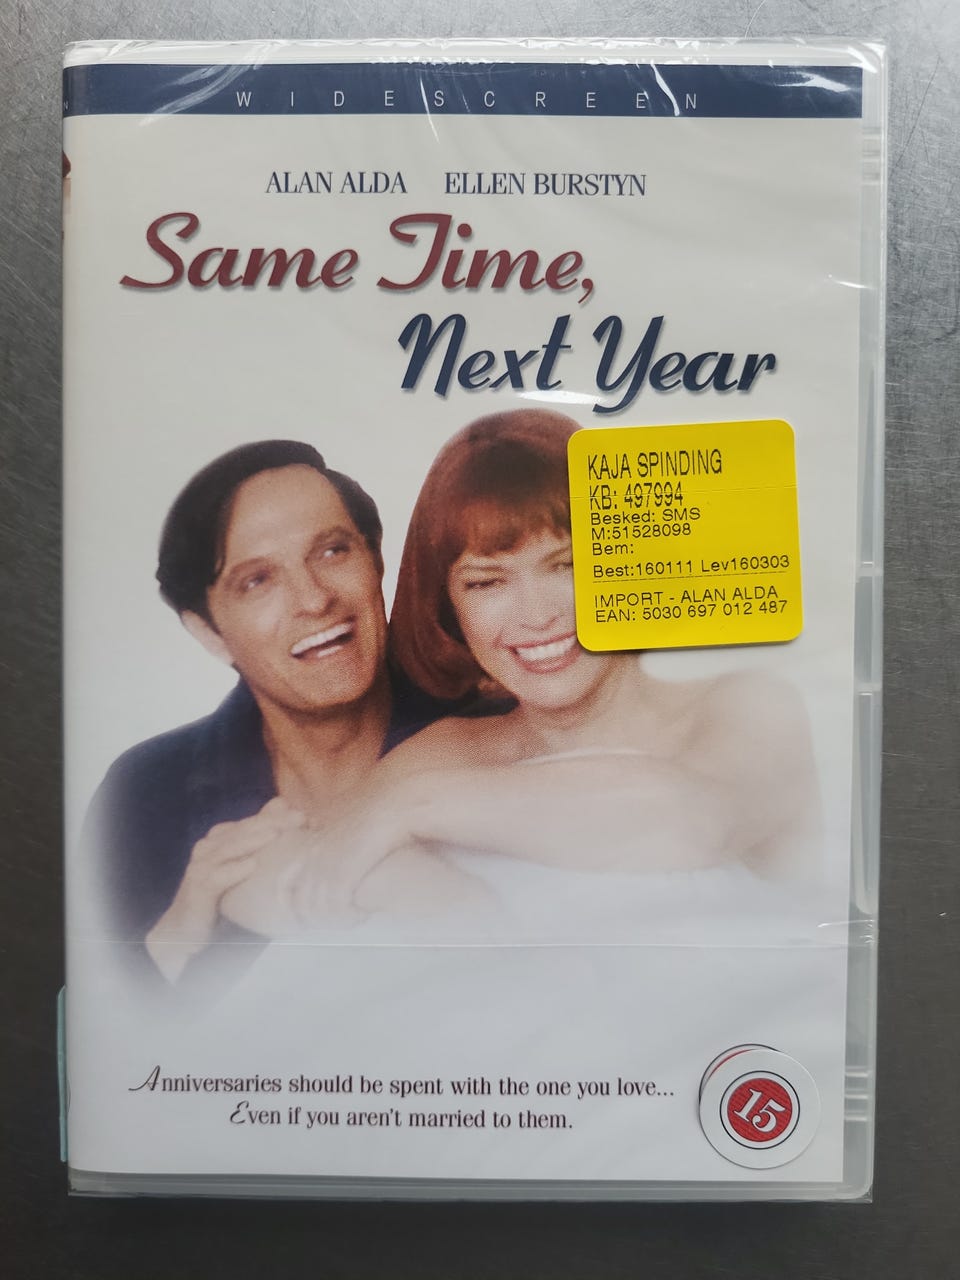 WIDESCREEN
ALAN ALDA ELLEN BURSTYN
Same Time,
Next Year
KAJA SPINDING
KB: 497994
Besked: SMS
M:51528098
Bem:
Best:160111 Lev160303
IMPORT - ALAN ALDA
EAN: 5030 697 012 487
Anniversaries should be spent with the one you love...
Even if you aren't married to them.
15